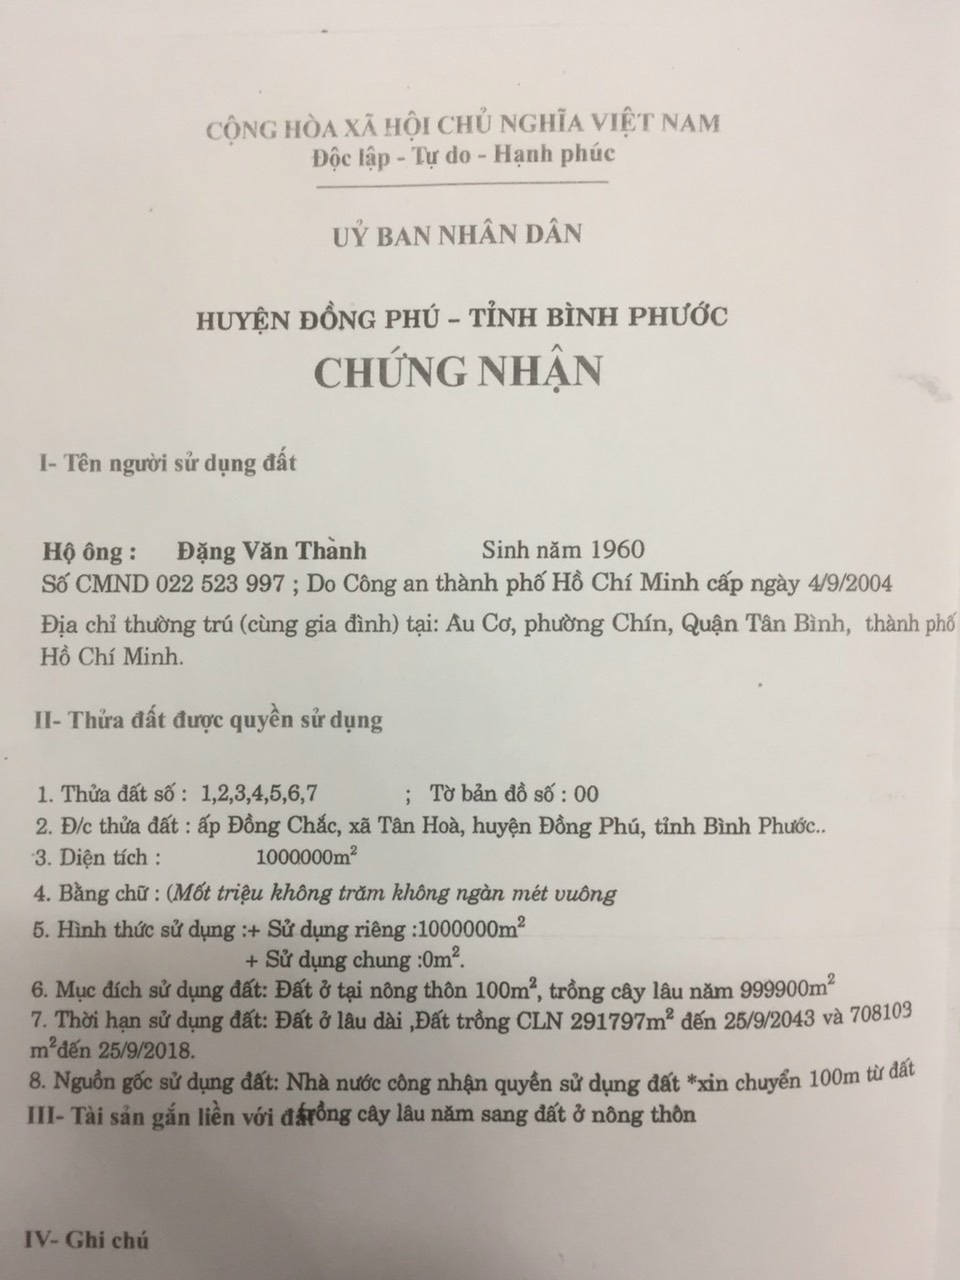 CỘNG HÒA XÃ HỘI CHỦ NGHĨA VIỆT NAM
Độc lập - Tự do - Hạnh phúc
UỶ BAN NHÂN DÂN
HUYỆN ĐỒNG PHÚ – TỈNH BÌNH PHƯỚC
CHỨNG NHẬN
I- Tên người sử dụng đất
Hộ ông : Đặng Văn Thành Sinh năm 1960
Số CMND 022 523 997 ; Do Công an thành phố Hồ Chí Minh cấp ngày 4/9/2004
Địa chỉ thường trú (cùng gia đình) tại: Âu Cơ, phường Chín, Quận Tân Bình, thành phố
Hồ Chí Minh.
II- Thửa đất được quyền sử dụng
1. Thửa đất số : 1,2,3,4,5,6,7 ; Tờ bản đồ số : 00
2. Đ/c thửa đất : ấp Đồng Chắc, xã Tân Hoà, huyện Đồng Phú, tỉnh Bình Phước..
3. Diện tích : 1000000m²
4. Bằng chữ : (Mốt triệu không trăm không ngàn mét vuông
5. Hình thức sử dụng :+ Sử dụng riêng :1000000m²
+ Sử dụng chung :0m².
6. Mục đích sử dụng đất: Đất ở tại nông thôn 100m², trồng cây lâu năm 999900m²
7. Thời hạn sử dụng đất: Đất ở lâu dài ,Đất trồng CLN 291797m² đến 25/9/2043 và 708103
m²đến 25/9/2018.
8. Nguồn gốc sử dụng đất: Nhà nước công nhận quyền sử dụng đất *xin chuyển 100m từ đất
III- Tài sản gắn liền với đất trồng cây lâu năm sang đất ở nông thôn
IV- Ghi chú